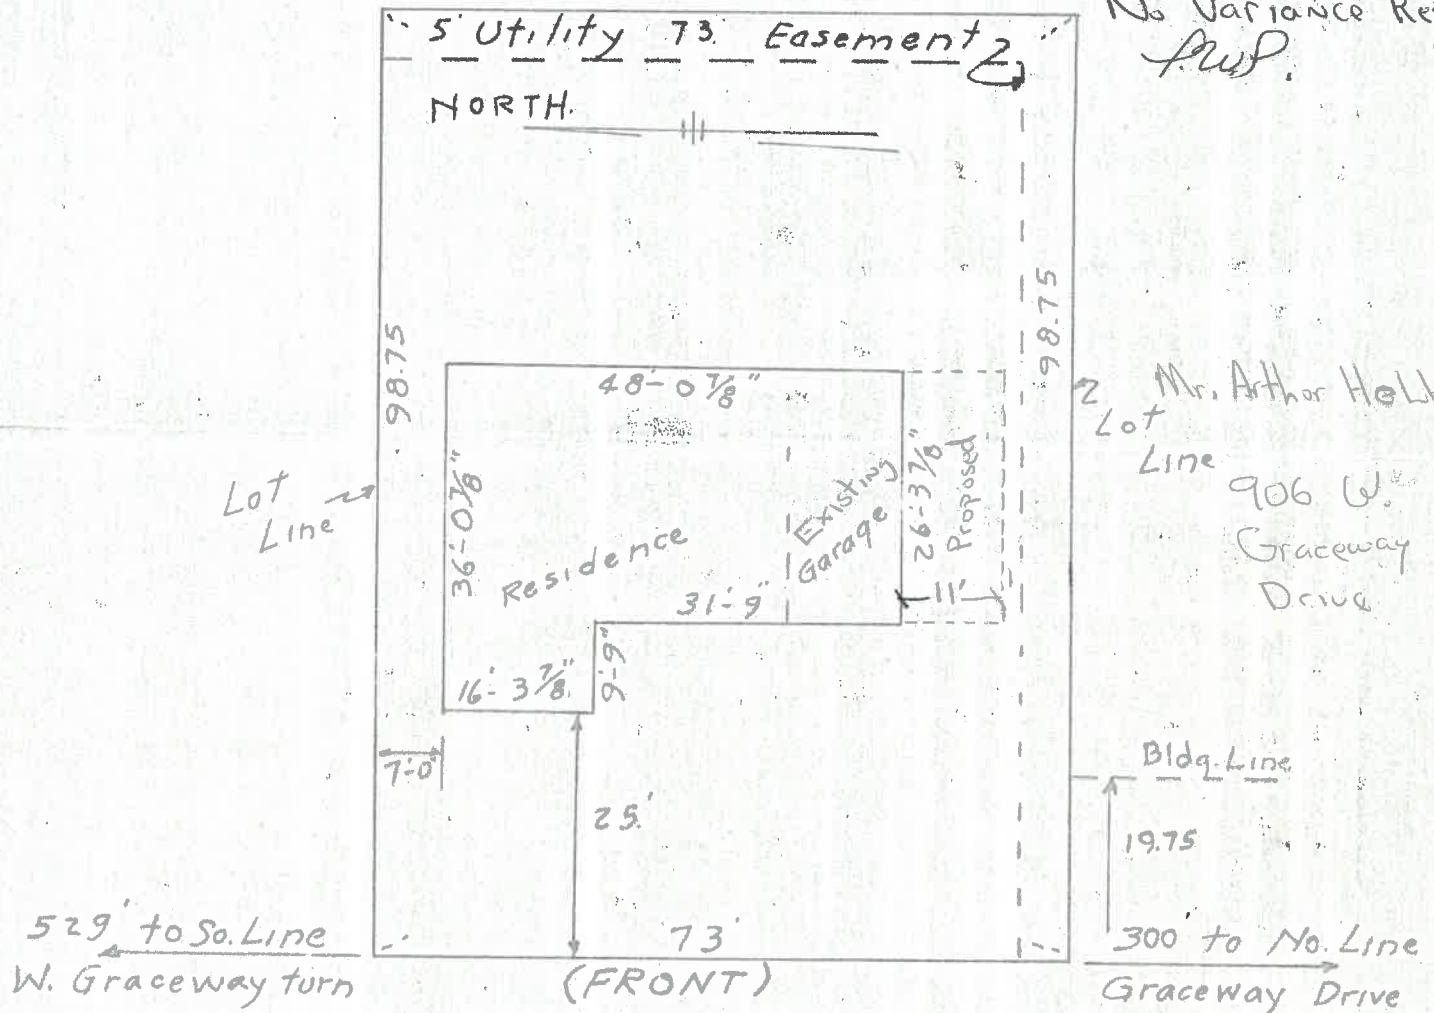 No Variance
5' Utility 73' Easement
NORTH.
98.75
98.75
48'- 0 7/8"
36'-0 7/8"
Residence
Existing
Garage
26'-3 7/8"
Proposed
11'
31'-9"
9'-9"
16'- 3 7/8"
Lot
Line
Lot
Line
Mr. Arthor
906 W.
Graceway
Drive
7'-0"
25'
Bldg. Line
19.75
529' to So. Line
W. Graceway turn
73'
(FRONT)
300 to No. Line
Graceway Drive